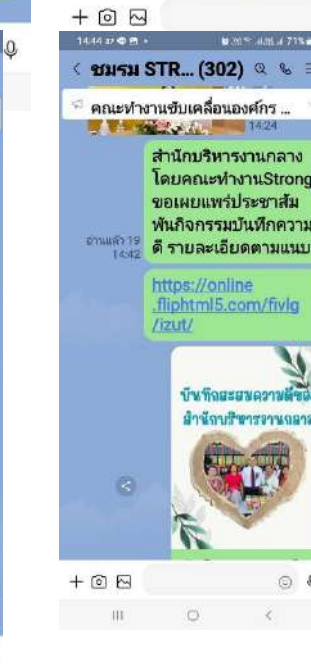 14:44
71%
ชมรม STR... (302)
คณะทำงานขับเคลื่อนองค์กร ...
14:24
สำนักบริหารงานกลาง
โดยคณะทำงานStrong
ขอเผยแพร่ประชาสัม
พันกิจกรรมบันทึกความ
ดี รายละเอียดตามแนบ
อ่านแล้ว 19
14:42
https://online
.fliphtml5.com/fivlg
/izut/
บันทึกสะสมความดีของ
สำนักบริหารงานกลาง